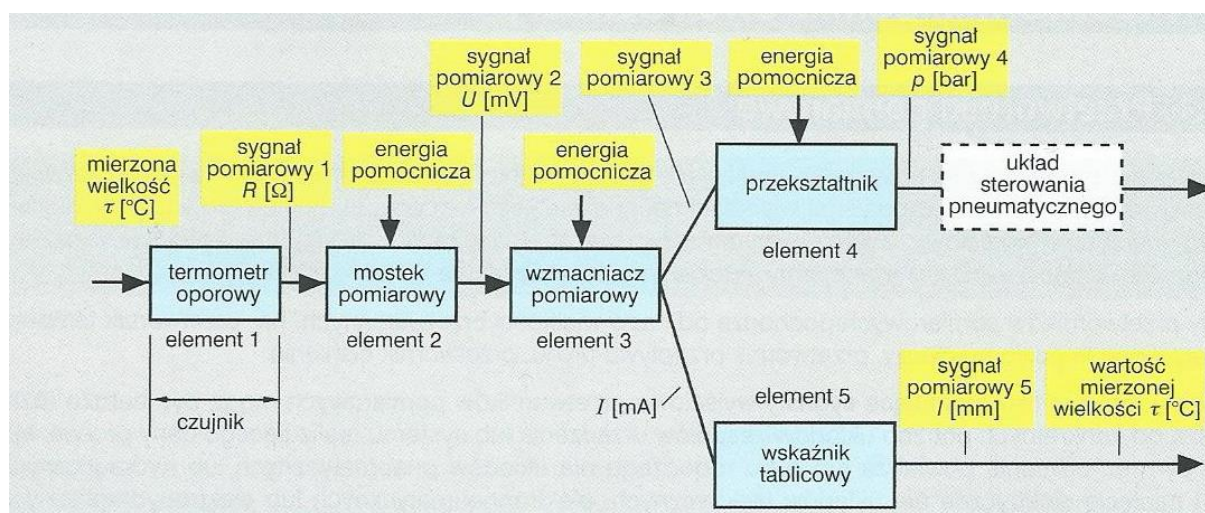 mierzona
wielkość
τ [°C]
sygnał
pomiarowy 1
R [Ω]
energia
pomocnicza
sygnał
pomiarowy 2
U [mV]
energia
pomocnicza
sygnał
pomiarowy 3
energia
pomocnicza
sygnał
pomiarowy 4
p [bar]
termometr
oporowy
element 1
czujnik
mostek
pomiarowy
element 2
wzmacniacz
pomiarowy
element 3
przekształtnik
element 4
układ
sterowania
pneumatycznego
I [mA]
element 5
wskaźnik
tablicowy
sygnał
pomiarowy 5
l [mm]
wartość
mierzonej
wielkości τ [°C]